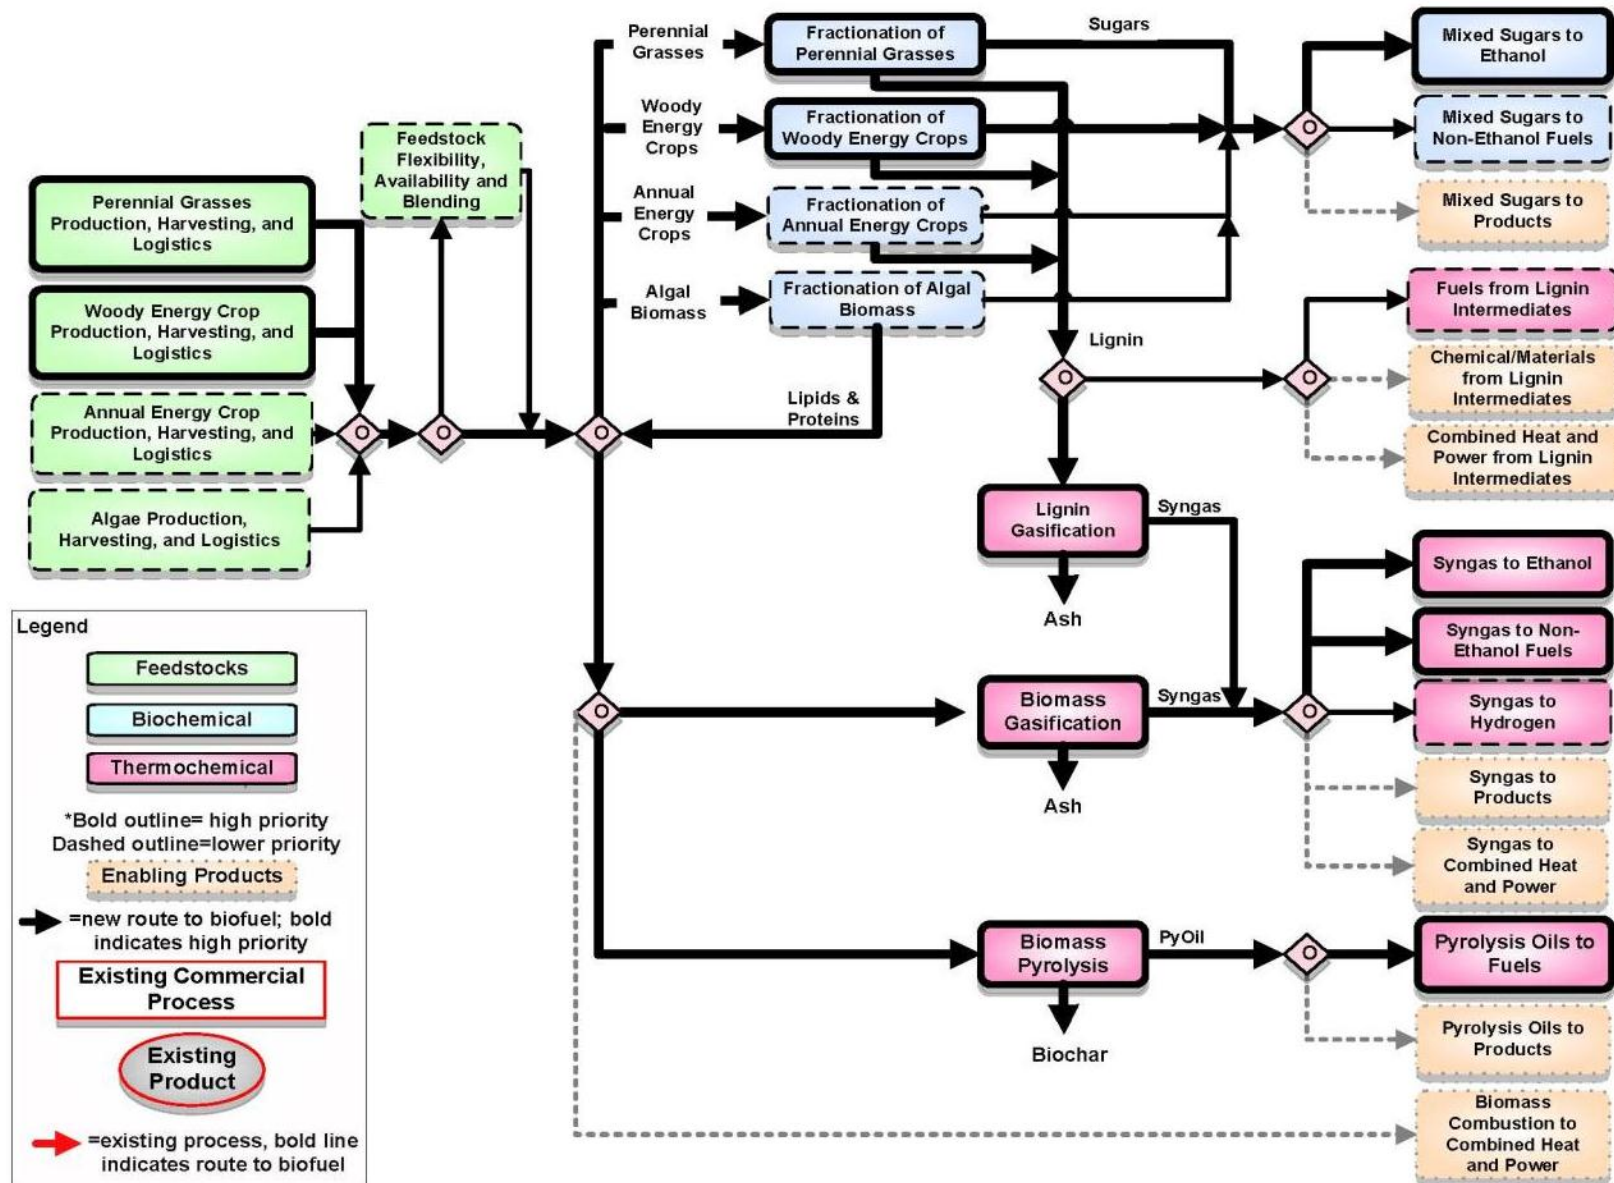 Perennial Grasses
Production, Harvesting, and
Logistics
Woody Energy Crop
Production, Harvesting, and
Logistics
Annual Energy Crop
Production, Harvesting, and
Logistics
Algae Production,
Harvesting, and Logistics
Feedstock
Flexibility,
Availability and
Blending
O
O
O
Perennial
Grasses
Woody
Energy
Crops
Annual
Energy
Crops
Algal
Biomass
Fractionation of
Perennial Grasses
Fractionation of
Woody Energy Crops
Fractionation of
Annual Energy Crops
Fractionation of Algal
Biomass
Lipids &
Proteins
Sugars
O
Mixed Sugars to
Ethanol
Mixed Sugars to
Non-Ethanol Fuels
Mixed Sugars to
Products
Lignin
O
O
Fuels from Lignin
Intermediates
Chemical/Materials
from Lignin
Intermediates
Combined Heat and
Power from Lignin
Intermediates
Lignin
Gasification
Syngas
Ash
O
Biomass
Gasification
Syngas
Ash
O
Syngas to Ethanol
Syngas to Non-
Ethanol Fuels
Syngas to
Hydrogen
Syngas to
Products
Syngas to
Combined Heat
and Power
Biomass
Pyrolysis
PyOil
Biochar
O
Pyrolysis Oils to
Fuels
Pyrolysis Oils to
Products
Biomass
Combustion to
Combined Heat
and Power
Legend
Feedstocks
Biochemical
Thermochemical
*Bold outline= high priority
Dashed outline=lower priority
Enabling Products
=new route to biofuel; bold
indicates high priority
Existing Commercial
Process
Existing
Product
=existing process, bold line
indicates route to biofuel